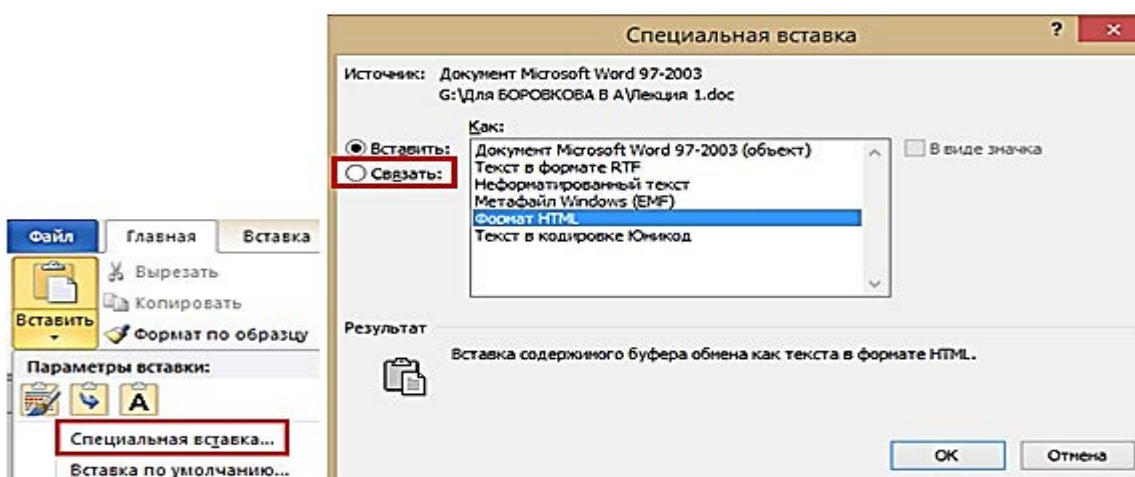 Файл Главная Вставка
Вырезать
Копировать
Вставить
Формат по образцу
Параметры вставки:
A
Специальная вставка...
Вставка по умолчанию...
Специальная вставка ?
Источник: Документ Microsoft Word 97-2003
G:\Для БОРОВКОВА В А\Лекция 1.doc
Как:
Вставить:
Связать:
Документ Microsoft Word 97-2003 (объект)
Текст в формате RTF
Неформатированный текст
Метафайл Windows (EMF)
Формат HTML
Текст в кодировке Юникод
В виде значка
Результат
Вставка содержимого буфера обмена как текста в формате HTML.
ОК Отмена